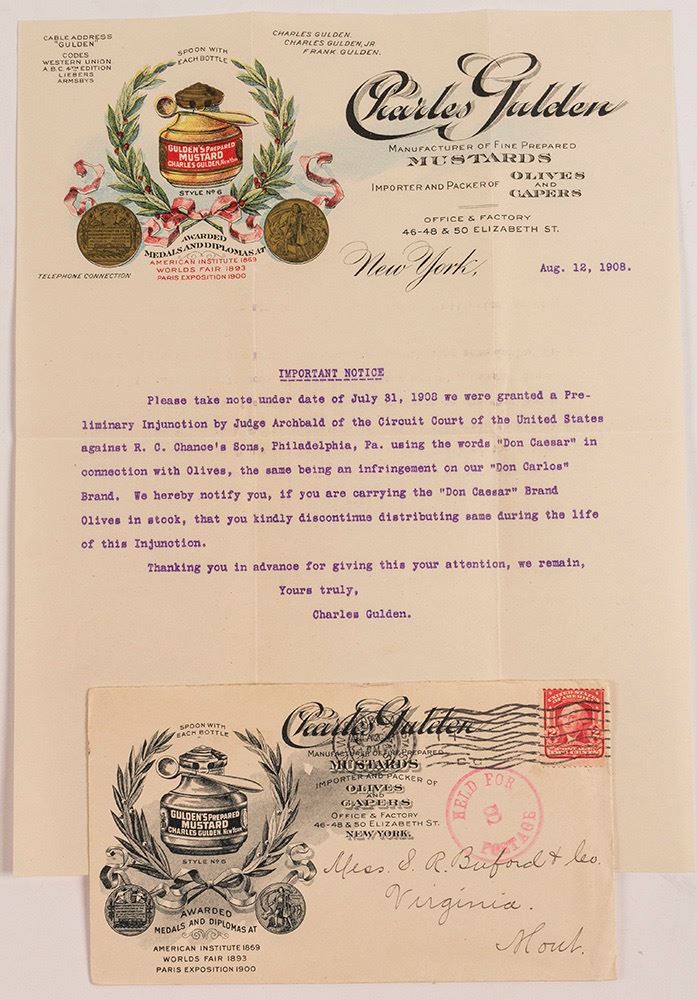 CABLE ADDRESS
"GULDEN"
CODES
WESTERN UNION
A.B.C. 4TH EDITION
LIEBERS
ARMSBYS
SPOON WITH
EACH BOTTLE
GULDEN'S PREPARED
MUSTARD
CHARLES GULDEN, New York
STYLE No 6
AWARDED
MEDALS AND DIPLOMAS AT
AMERICAN INSTITUTE 1869
WORLDS FAIR 1893
PARIS EXPOSITION 1900
TELEPHONE CONNECTION
CHARLES GULDEN.
CHARLES GULDEN, JR
FRANK GULDEN.
Charles Gulden
MANUFACTURER OF FINE PREPARED
MUSTARDS
IMPORTER AND PACKER OF OLIVES
AND
CAPERS
OFFICE & FACTORY
46-48 & 50 ELIZABETH ST.
New York, Aug. 12, 1908.
IMPORTANT NOTICE
Please take note under date of July 31, 1908 we were granted a Pre-
liminary Injunction by Judge Archbald of the Circuit Court of the United States
against R. C. Chance's Sons, Philadelphia, Pa. using the words "Don Caesar" in
connection with Olives, the same being an infringement on our "Don Carlos"
Brand. We hereby notify you, if you are carrying the "Don Caesar" Brand
Olives in stock, that you kindly discontinue distributing same during the life
of this Injunction.
Thanking you in advance for giving this your attention, we remain,
Yours truly,
Charles Gulden.
SPOON WITH
EACH BOTTLE
GULDEN'S PREPARED
MUSTARD
CHARLES GULDEN, New York
STYLE No 6
AWARDED
MEDALS AND DIPLOMAS AT
AMERICAN INSTITUTE 1869
WORLDS FAIR 1893
PARIS EXPOSITION 1900
Charles Gulden
MANUFACTURER OF FINE PREPARED
MUSTARDS
IMPORTER AND PACKER OF
OLIVES
AND
CAPERS
OFFICE & FACTORY
46-48 & 50 ELIZABETH ST.
NEW YORK.
UNITED STATES
OF AMERICA
2 2
HELD FOR
8
POSTAGE
Mess. S. R. Buford & Co.
Virginia.
Mont.